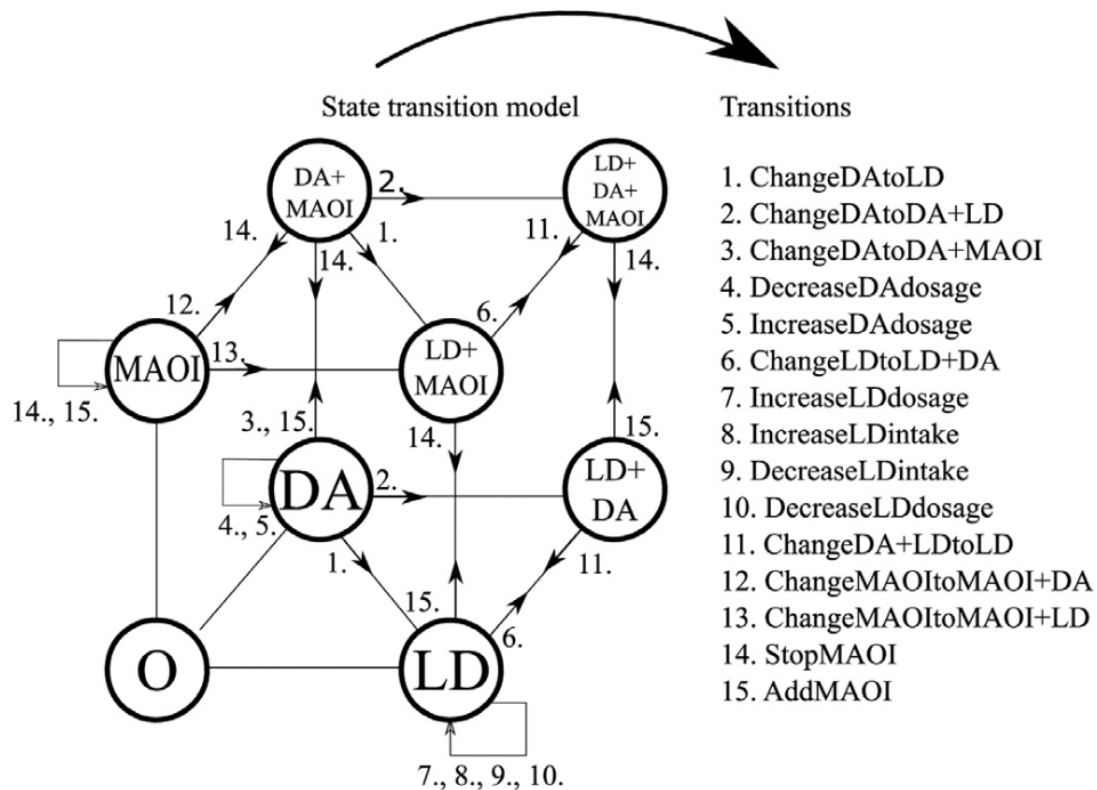 State transition model
DA+
MAOI
2.
LD+
DA+
MAOI
14.
1.
14.
11.
14.
12.
MAOI
13.
LD+
MAOI
6.
14., 15.
3., 15.
14.
15.
DA
2.
LD+
DA
4., 5.
1.
11.
15.
6.
O
LD
7., 8., 9., 10.
Transitions
1. ChangeDAtoLD
2. ChangeDAtoDA+LD
3. ChangeDAtoDA+MAOI
4. DecreaseDAdosage
5. IncreaseDAdosage
6. ChangeLDtoLD+DA
7. IncreaseLDdosage
8. IncreaseLDintake
9. DecreaseLDintake
10. DecreaseLDdosage
11. ChangeDA+LDtoLD
12. ChangeMAOItoMAOI+DA
13. ChangeMAOItoMAOI+LD
14. StopMAOI
15. AddMAOI